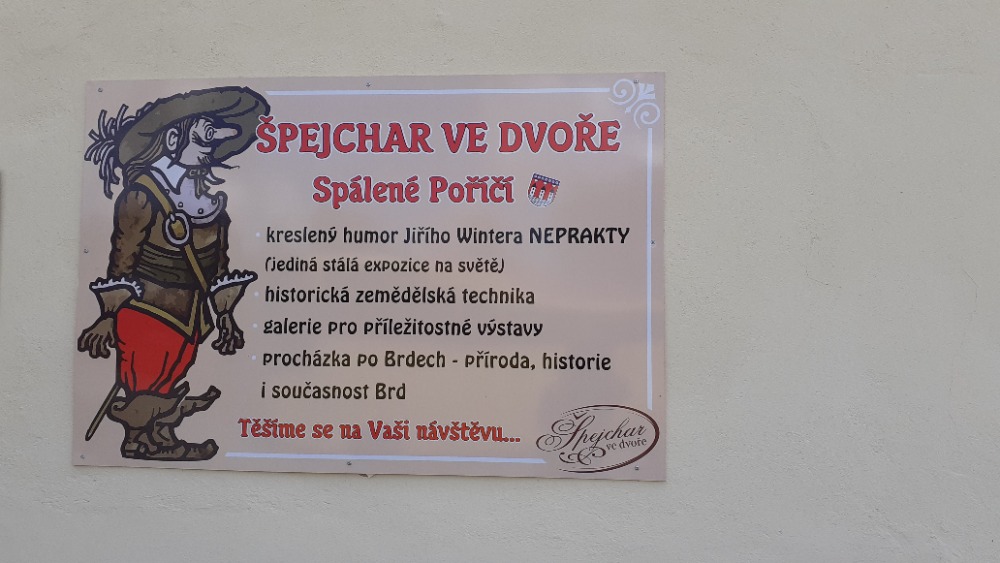 ŠPEJCHAR VE DVOŘE
Spálené Poříčí
· kreslený humor Jiřího Wintera NEPRAKTY
(jediná stálá expozice na světě)
· historická zemědělská technika
· galerie pro příležitostné výstavy
· procházka po Brdech - příroda, historie
i současnost Brd
Těšíme se na Vaši návštěvu...
Špejchar
ve dvoře